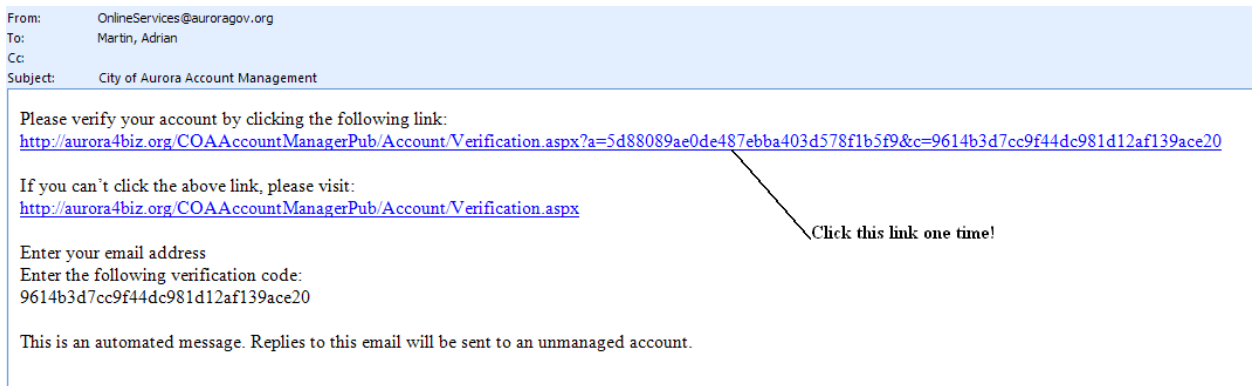 From: OnlineServices@auroragov.org
To: Martin, Adrian
Cc:
Subject: City of Aurora Account Management
Please verify your account by clicking the following link:
http://aurora4biz.org/COAAccountManagerPub/Account/Verification.aspx?a=5d88089ae0de487ebba403d578f1b5f9&c=9614b3d7cc9f44dc981d12af139ace20
If you can’t click the above link, please visit:
http://aurora4biz.org/COAAccountManagerPub/Account/Verification.aspx
Click this link one time!
Enter your email address
Enter the following verification code:
9614b3d7cc9f44dc981d12af139ace20
This is an automated message. Replies to this email will be sent to an unmanaged account.